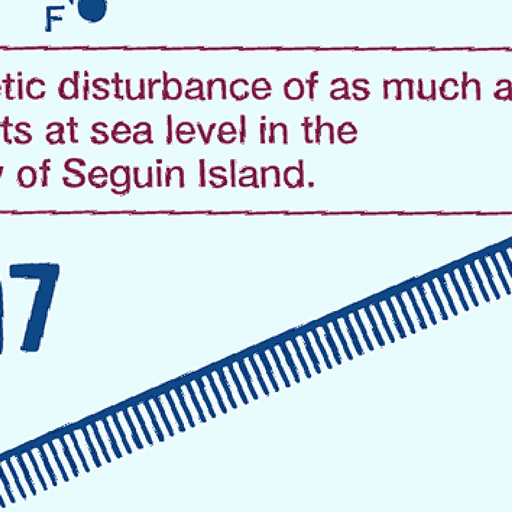 F
etic disturbance of as much a
ts at sea level in the
y of Seguin Island.
7